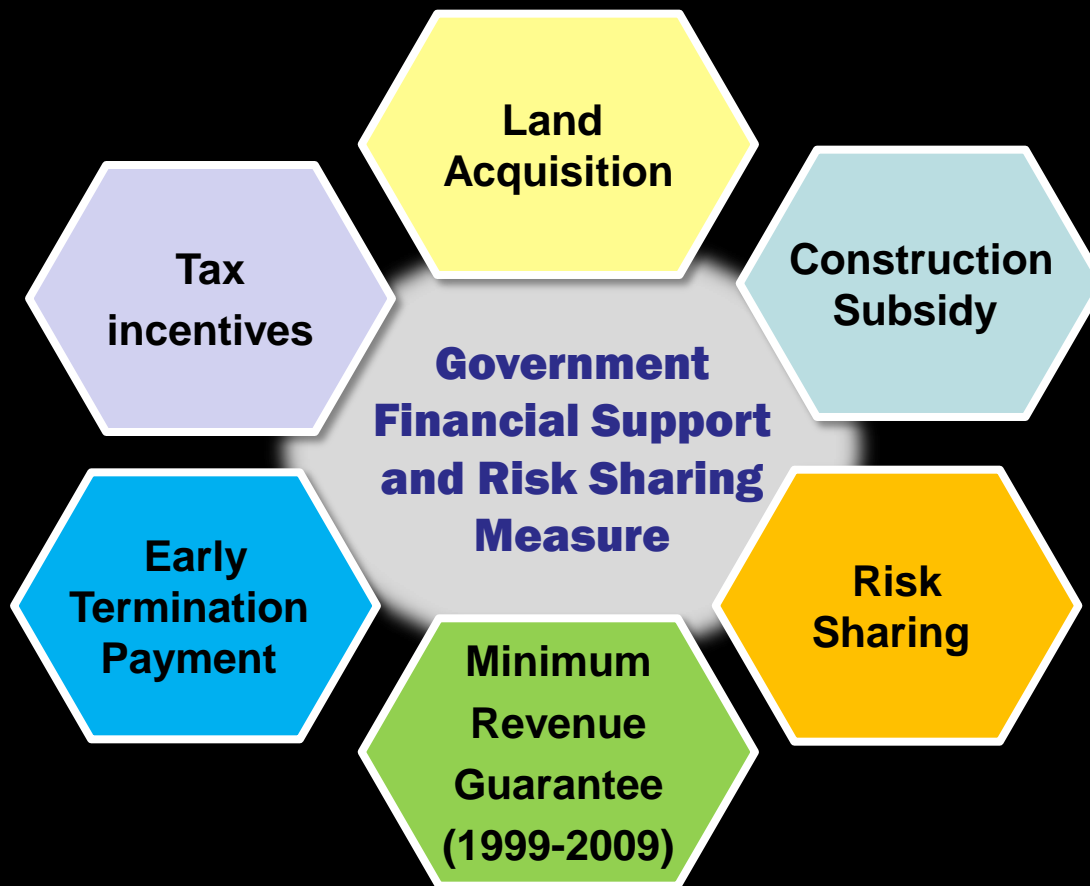 Land
Acquisition
Construction
Subsidy
Tax
incentives
Government
Financial Support
and Risk Sharing
Measure
Early
Termination
Payment
Risk
Sharing
Minimum
Revenue
Guarantee
(1999-2009)